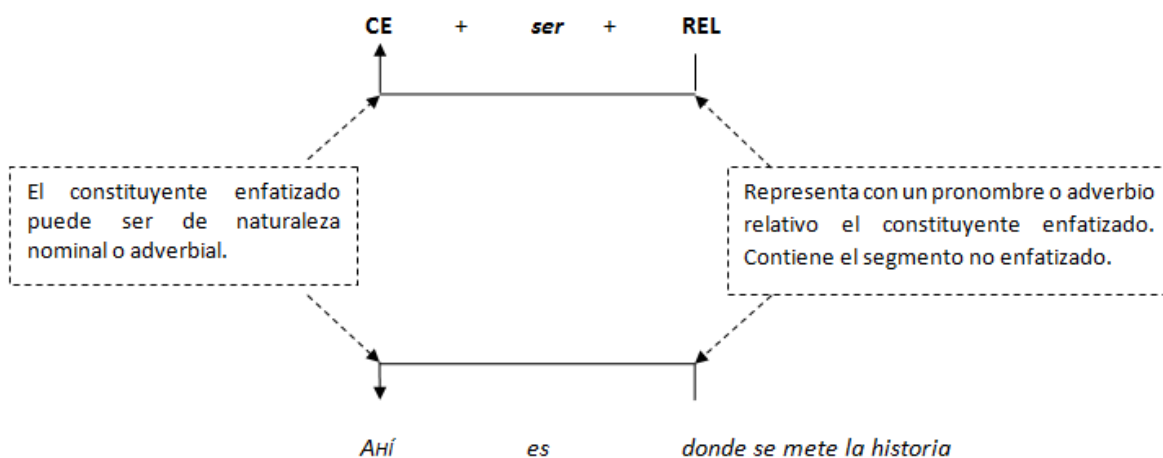 CE + ser + REL
El constituyente enfatizado
puede ser de naturaleza
nominal o adverbial.
Representa con un pronombre o adverbio
relativo el constituyente enfatizado.
Contiene el segmento no enfatizado.
AHÍ es donde se mete la historia